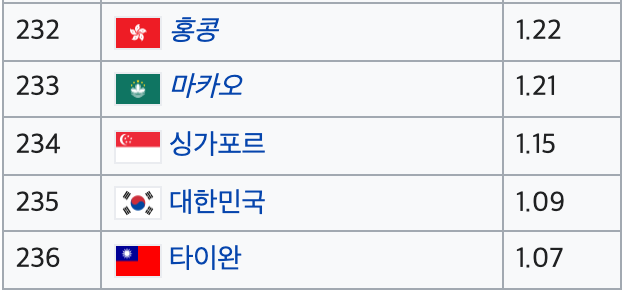 232 홍콩 1.22
233 마카오 1.21
234 싱가포르 1.15
235 대한민국 1.09
236 타이완 1.07